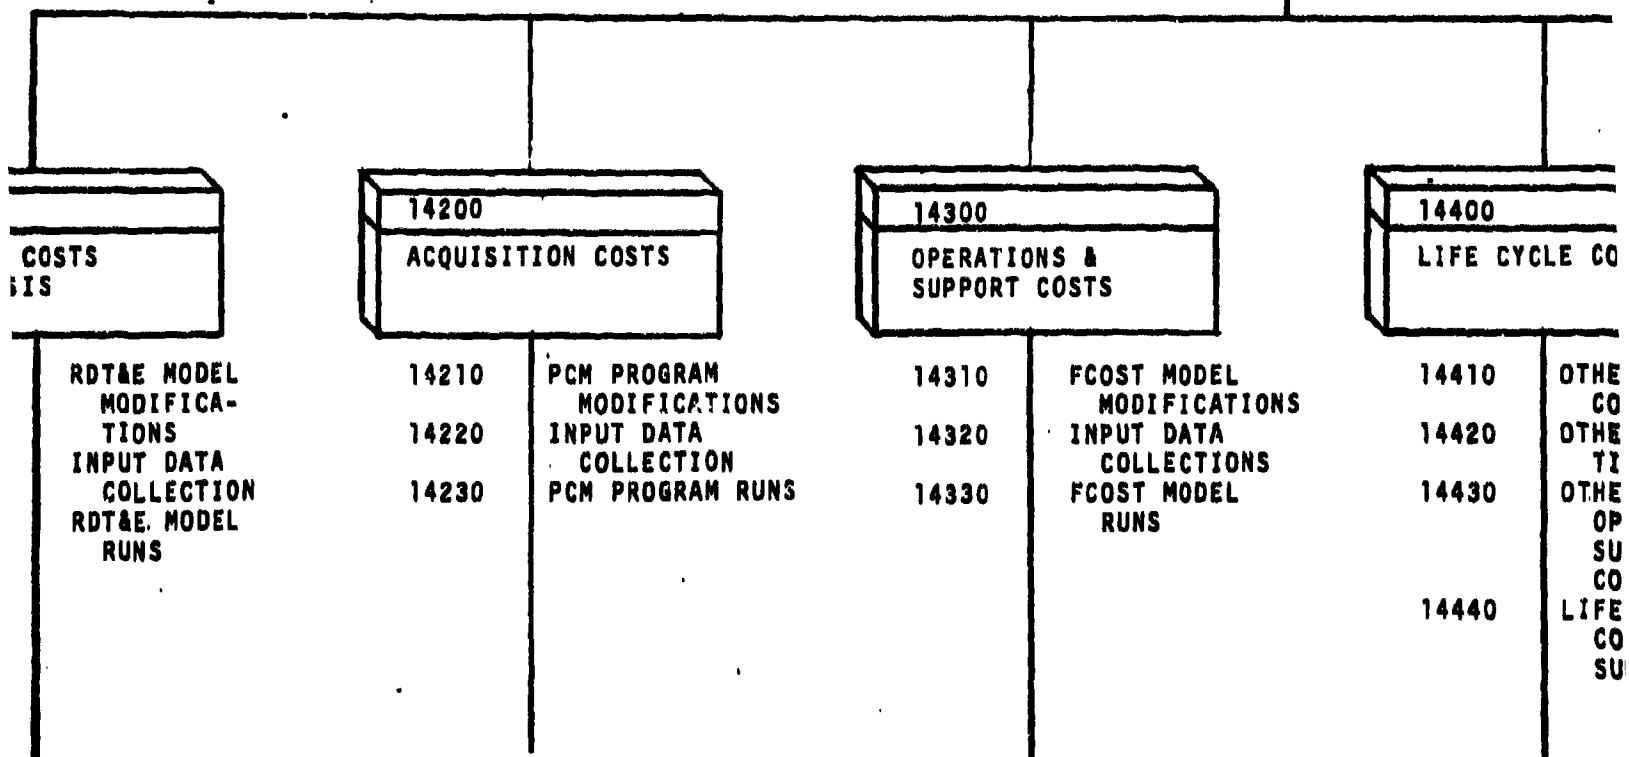 COSTS
14200
ACQUISITION COSTS
14300
OPERATIONS &
SUPPORT COSTS
14400
LIFE CYCLE CO
RDT&E MODEL
MODIFICA-
TIONS
INPUT DATA
COLLECTION
RDT&E MODEL
RUNS
14210 PCM PROGRAM
MODIFICATIONS
14220 INPUT DATA
COLLECTION
14230 PCM PROGRAM RUNS
14310 FCOST MODEL
MODIFICATIONS
14320 INPUT DATA
COLLECTIONS
14330 FCOST MODEL
RUNS
14410 OTHE
CO
14420 OTHE
TI
14430 OTHE
OP
SU
CO
14440 LIFE
CO
SU